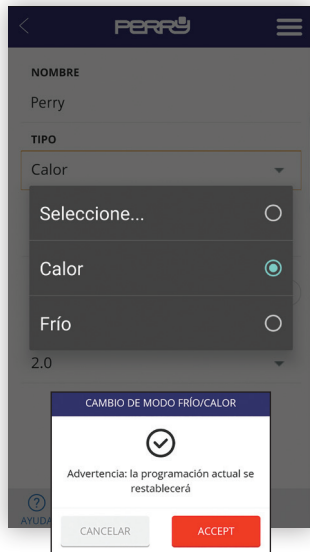 PERRY
NOMBRE
Perry
TIPO
Calor
Seleccione...
Calor
Frío
2.0
CAMBIO DE MODO FRÍO/CALOR
Advertencia: la programación actual se
restablecerá
CANCELAR
ACCEPT
?
AYUDA